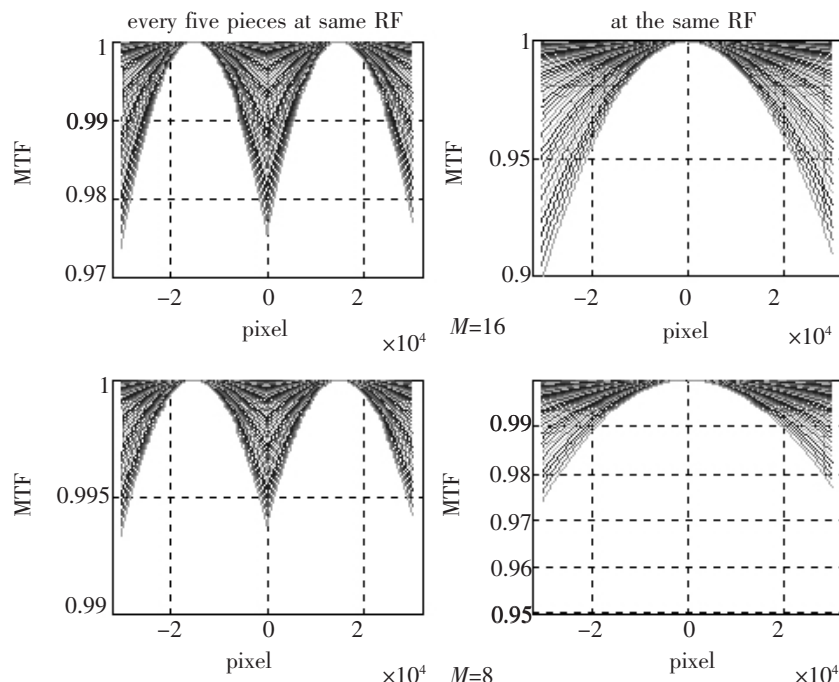 every five pieces at same RF
at the same RF
1
0.99
0.98
0.97
MTF
−2 0 2
pixel
×10⁴
1
0.95
0.9
MTF
−2 0 2
pixel
×10⁴
M=16
1
0.995
0.99
MTF
−2 0 2
pixel
×10⁴
0.99
0.98
0.97
0.96
0.95
MTF
−2 0 2
pixel
×10⁴
M=8